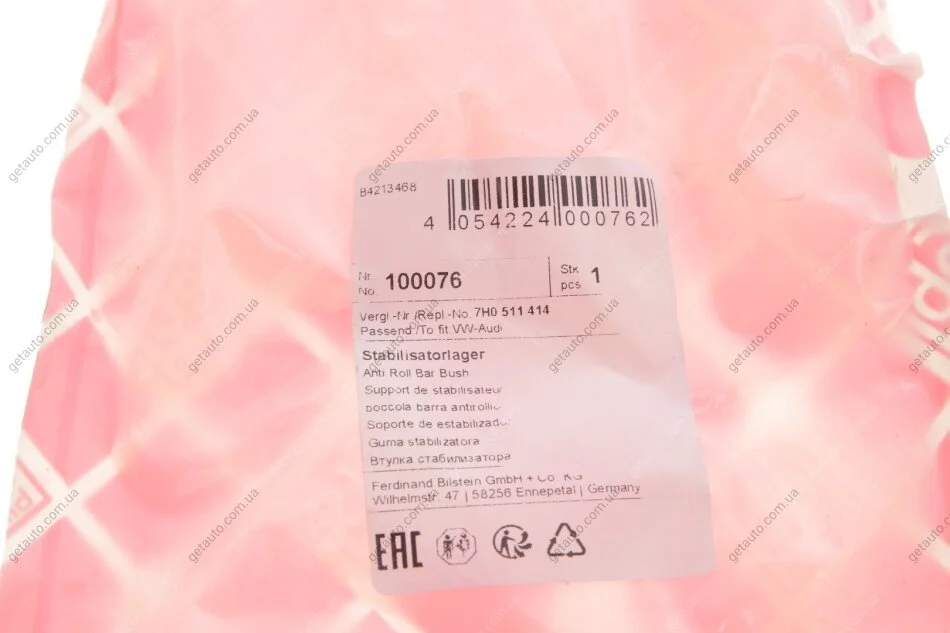 B4213468
4 054224 000762
Nr.
No. 100076
Stk
pcs 1
Vergl.-Nr./Repl.-No. 7H0 511 414
Passend /To fit VW-Audi
Stabilisatorlager
Anti Roll Bar Bush
Support de stabilisateur
boccola barra antirollio
Soporte de estabilizador
Guma stabilizatora
Втулка стабилизатора
Ferdinand Bilstein GmbH + Co. KG
Wilhelmstr. 47 | 58256 Ennepetal | Germany
EAC
getauto.com.ua